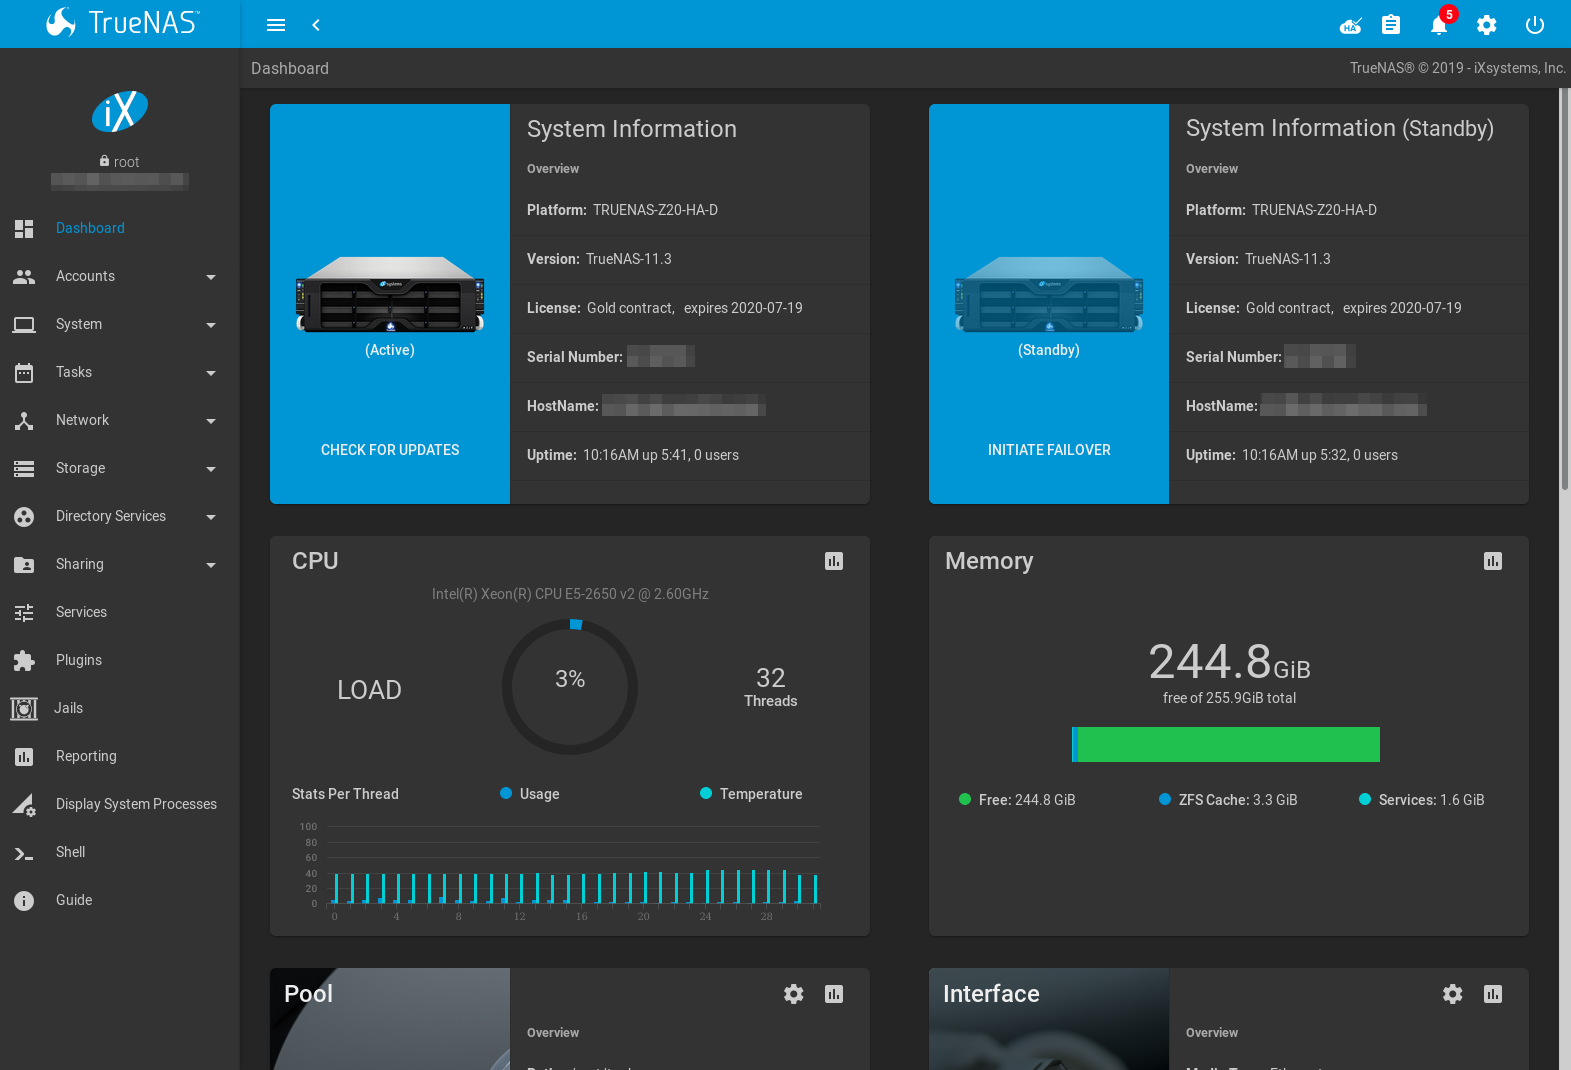 TrueNAS™
HA
5
Dashboard
TrueNAS® © 2019 - iXsystems, Inc.
iX
root
Dashboard
Accounts
System
Tasks
Network
Storage
Directory Services
Sharing
Services
Plugins
Jails
Reporting
Display System Processes
Shell
Guide
System Information
Overview
Platform: TRUENAS-Z20-HA-D
Version: TrueNAS-11.3
License: Gold contract, expires 2020-07-19
Serial Number:
HostName:
Uptime: 10:16AM up 5:41, 0 users
(Active)
CHECK FOR UPDATES
System Information (Standby)
Overview
Platform: TRUENAS-Z20-HA-D
Version: TrueNAS-11.3
License: Gold contract, expires 2020-07-19
Serial Number:
HostName:
Uptime: 10:16AM up 5:32, 0 users
(Standby)
INITIATE FAILOVER
CPU
Intel(R) Xeon(R) CPU E5-2650 v2 @ 2.60GHz
LOAD
3%
32
Threads
Stats Per Thread
Usage
Temperature
100
80
60
40
20
0
0 4 8 12 16 20 24 28
Memory
244.8GiB
free of 255.9GiB total
Free: 244.8 GiB
ZFS Cache: 3.3 GiB
Services: 1.6 GiB
Pool
Overview
Interface
Overview